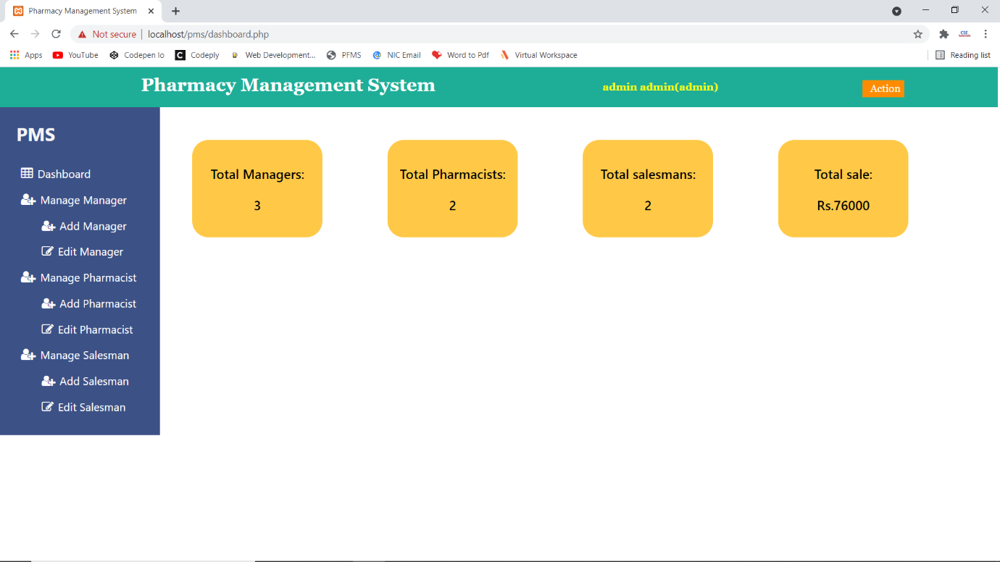 Pharmacy Management System
Not secure | localhost/pms/dashboard.php
Apps YouTube Codepen Io Codeply Web Development... PFMS NIC Email Word to Pdf Virtual Workspace Reading list
Pharmacy Management System admin admin(admin) Action
PMS
Dashboard
Manage Manager
Add Manager
Edit Manager
Manage Pharmacist
Add Pharmacist
Edit Pharmacist
Manage Salesman
Add Salesman
Edit Salesman
Total Managers:
3
Total Pharmacists:
2
Total salesmans:
2
Total sale:
Rs.76000